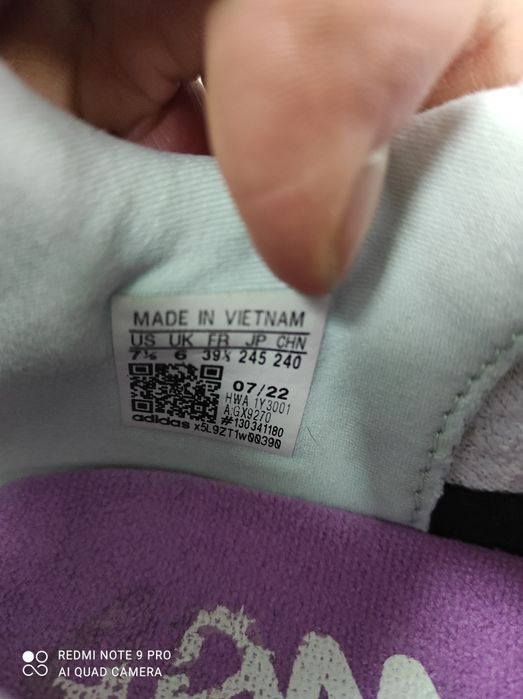 MADE IN VIETNAM
US UK FR JP CHN
7½ 6 39⅓ 245 240
07/22
HWA 1Y3001
A:GX9270
#130341180
adidas x5L9ZT1w00390
REDMI NOTE 9 PRO
AI QUAD CAMERA